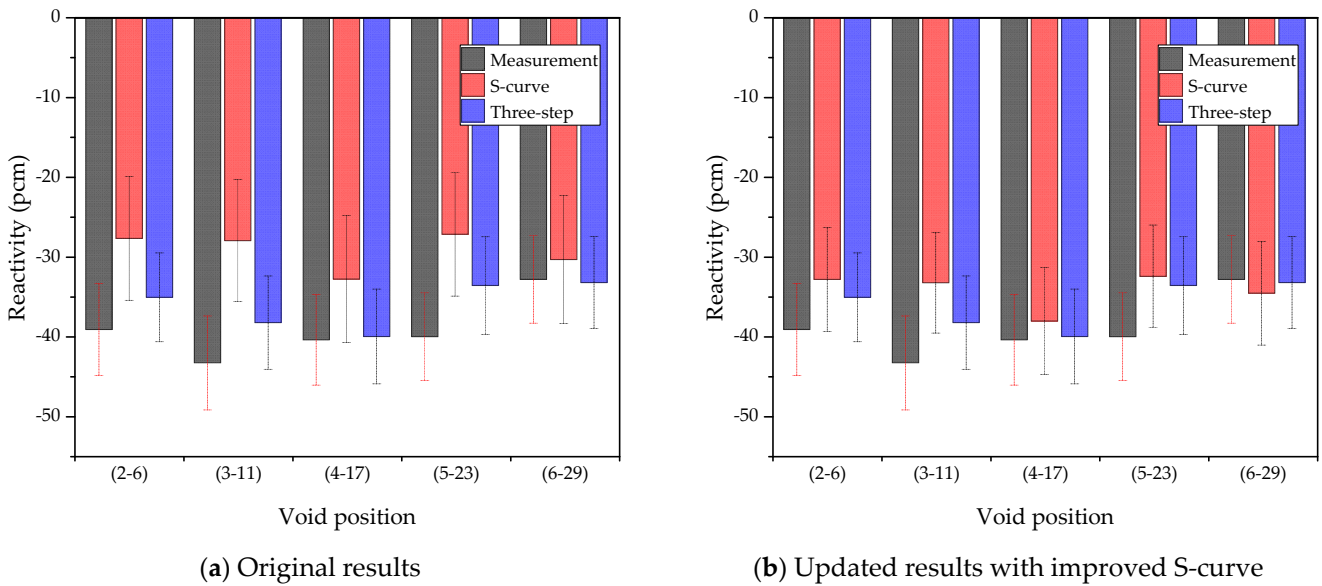 0
-10
-20
-30
-40
-50
Reactivity (pcm)
Measurement
S-curve
Three-step
(2-6)
(3-11)
(4-17)
(5-23)
(6-29)
Void position
(a) Original results
0
-10
-20
-30
-40
-50
Reactivity (pcm)
Measurement
S-curve
Three-step
(2-6)
(3-11)
(4-17)
(5-23)
(6-29)
Void position
(b) Updated results with improved S-curve